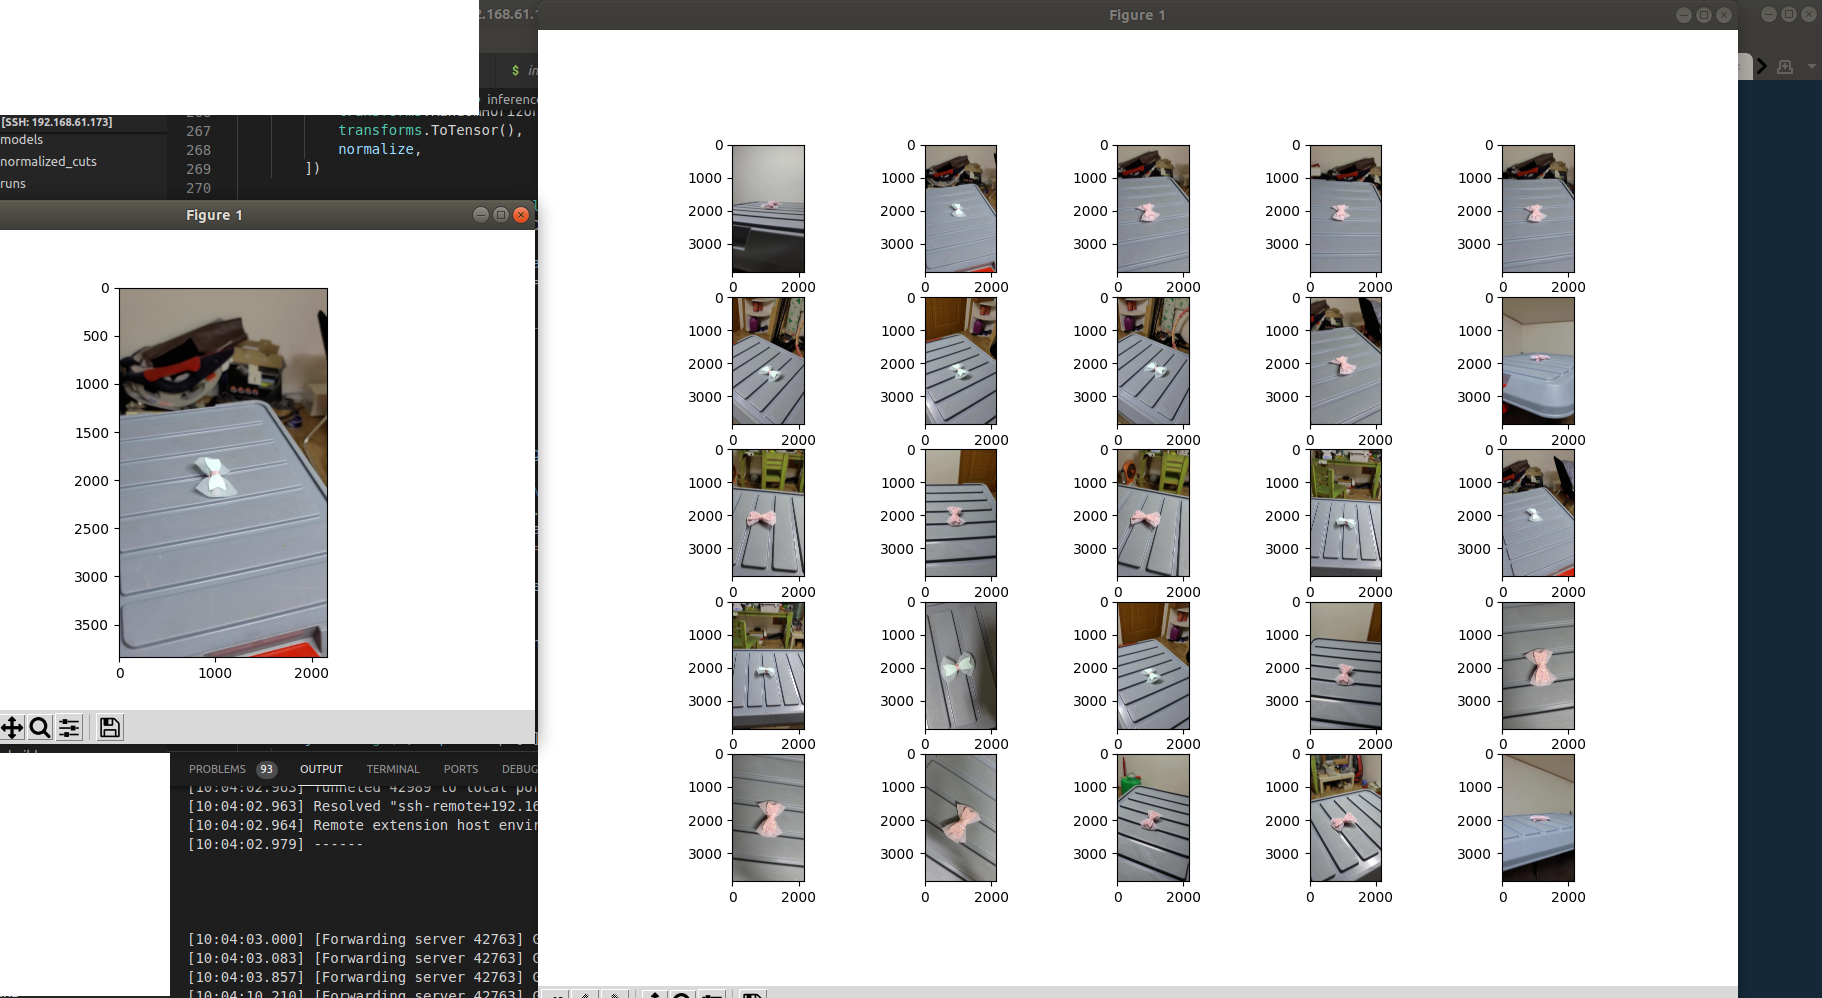 2.168.61.1
Figure 1
$ in
inference
[SSH: 192.168.61.173]
models
normalized_cuts
runs
267 transforms.ToTensor(),
268 normalize,
269 ])
270
Figure 1
0
500
1000
1500
2000
2500
3000
3500
0 1000 2000
0 0 0 0 0
1000 1000 1000 1000 1000
2000 2000 2000 2000 2000
3000 3000 3000 3000 3000
0 2000 0 2000 0 2000 0 2000 0 2000
0 0 0 0 0
1000 1000 1000 1000 1000
2000 2000 2000 2000 2000
3000 3000 3000 3000 3000
0 2000 0 2000 0 2000 0 2000 0 2000
0 0 0 0 0
1000 1000 1000 1000 1000
2000 2000 2000 2000 2000
3000 3000 3000 3000 3000
0 2000 0 2000 0 2000 0 2000 0 2000
0 0 0 0 0
1000 1000 1000 1000 1000
2000 2000 2000 2000 2000
3000 3000 3000 3000 3000
0 2000 0 2000 0 2000 0 2000 0 2000
0 0 0 0 0
1000 1000 1000 1000 1000
2000 2000 2000 2000 2000
3000 3000 3000 3000 3000
0 2000 0 2000 0 2000 0 2000 0 2000
PROBLEMS 93 OUTPUT TERMINAL PORTS DEBUG
[10:04:02.963] Tunneled 42989 to local por
[10:04:02.963] Resolved "ssh-remote+192.16
[10:04:02.964] Remote extension host envir
[10:04:02.979] ------
[10:04:03.000] [Forwarding server 42763] G
[10:04:03.083] [Forwarding server 42763] G
[10:04:03.857] [Forwarding server 42763] G
[10:04:10.210] [Forwarding server 42763] G